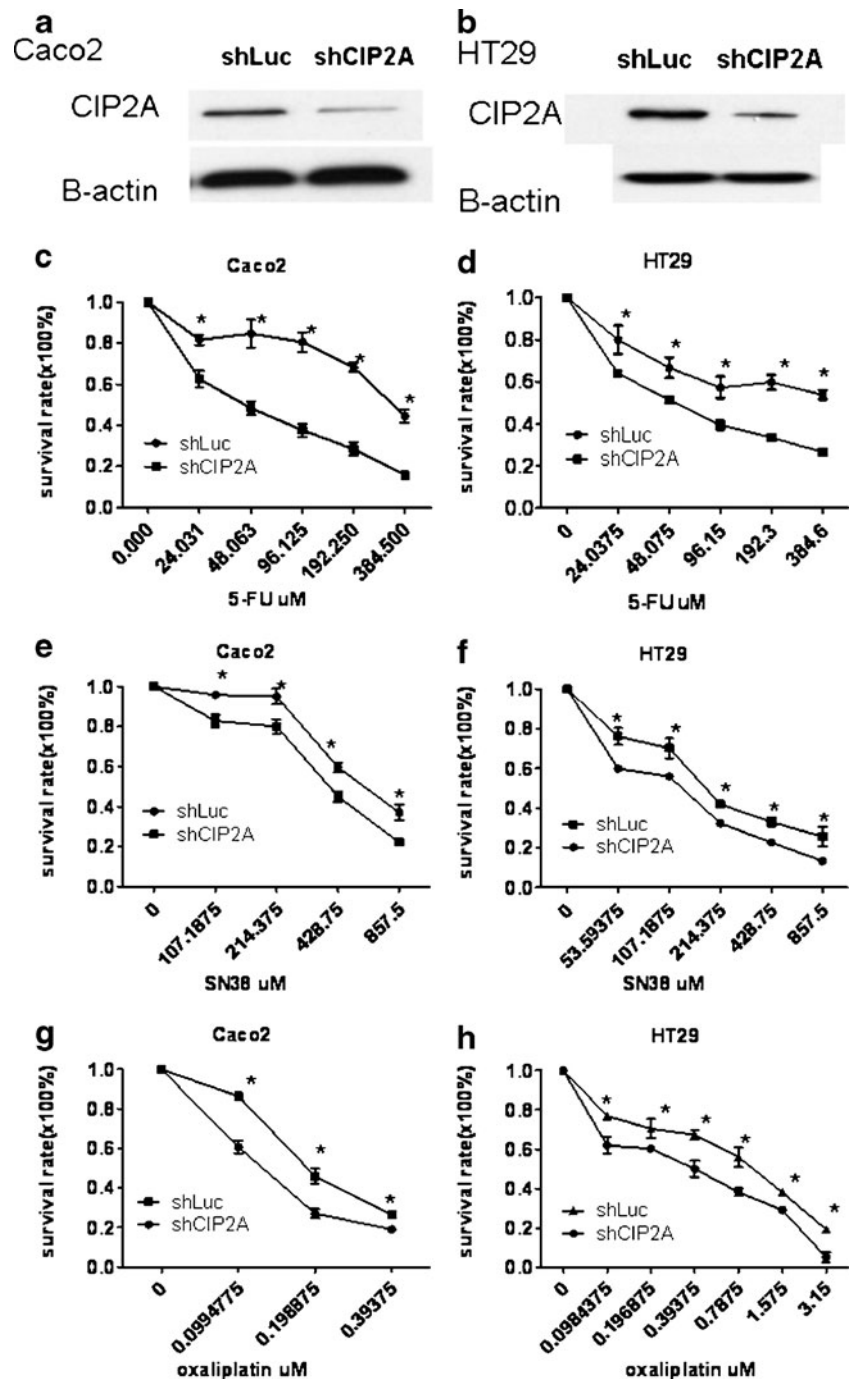 a
Caco2
shLuc shCIP2A
CIP2A
B-actin
b
HT29
shLuc shCIP2A
CIP2A
B-actin
c
Caco2
survival rate(x100%)
1.0
0.8
0.6
0.4
0.2
0.0
* * * * *
shLuc
shCIP2A
0.000 24.031 48.063 96.125 192.250 384.500
5-FU uM
d
HT29
survival rate(x100%)
1.0
0.8
0.6
0.4
0.2
0.0
* * * * *
shLuc
shCIP2A
0 24.0375 48.075 96.15 192.3 384.6
5-FU uM
e
Caco2
survival rate(x100%)
1.0
0.8
0.6
0.4
0.2
0.0
* * * *
shLuc
shCIP2A
0 107.1875 214.375 428.75 857.5
SN38 uM
f
HT29
survival rate(x100%)
1.0
0.8
0.6
0.4
0.2
0.0
* * * * *
shLuc
shCIP2A
0 53.59375 107.1875 214.375 428.75 857.5
SN38 uM
g
Caco2
survival rate(x100%)
1.0
0.8
0.6
0.4
0.2
0.0
* * *
shLuc
shCIP2A
0 0.0994775 0.198875 0.39375
oxaliplatin uM
h
HT29
survival rate(x100%)
1.0
0.8
0.6
0.4
0.2
0.0
* * * * * *
shLuc
shCIP2A
0 0.0984375 0.196875 0.39375 0.7875 1.575 3.15
oxaliplatin uM